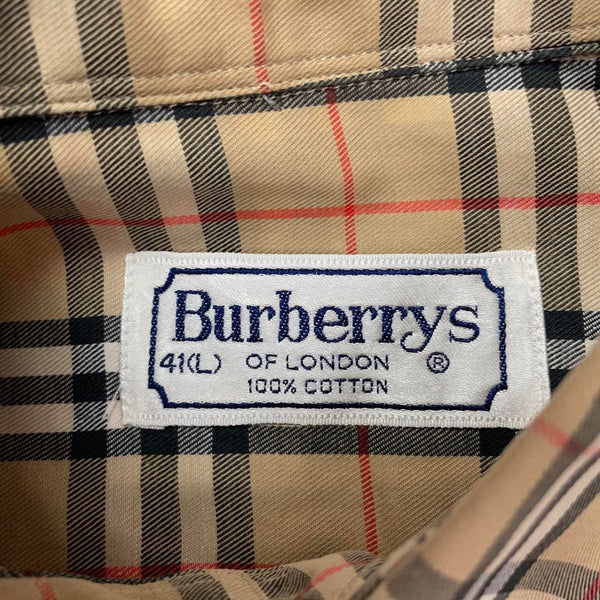 Burberrys
41(L) OF LONDON ®
100% COTTON